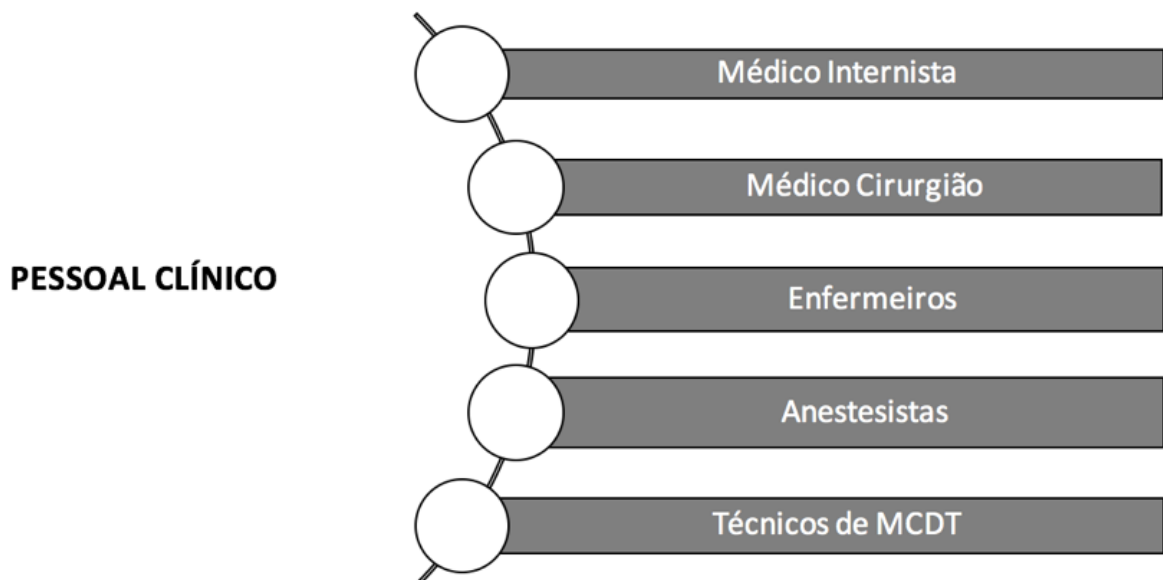 Médico Internista
Médico Cirurgião
PESSOAL CLÍNICO
Enfermeiros
Anestesistas
Técnicos de MCDT